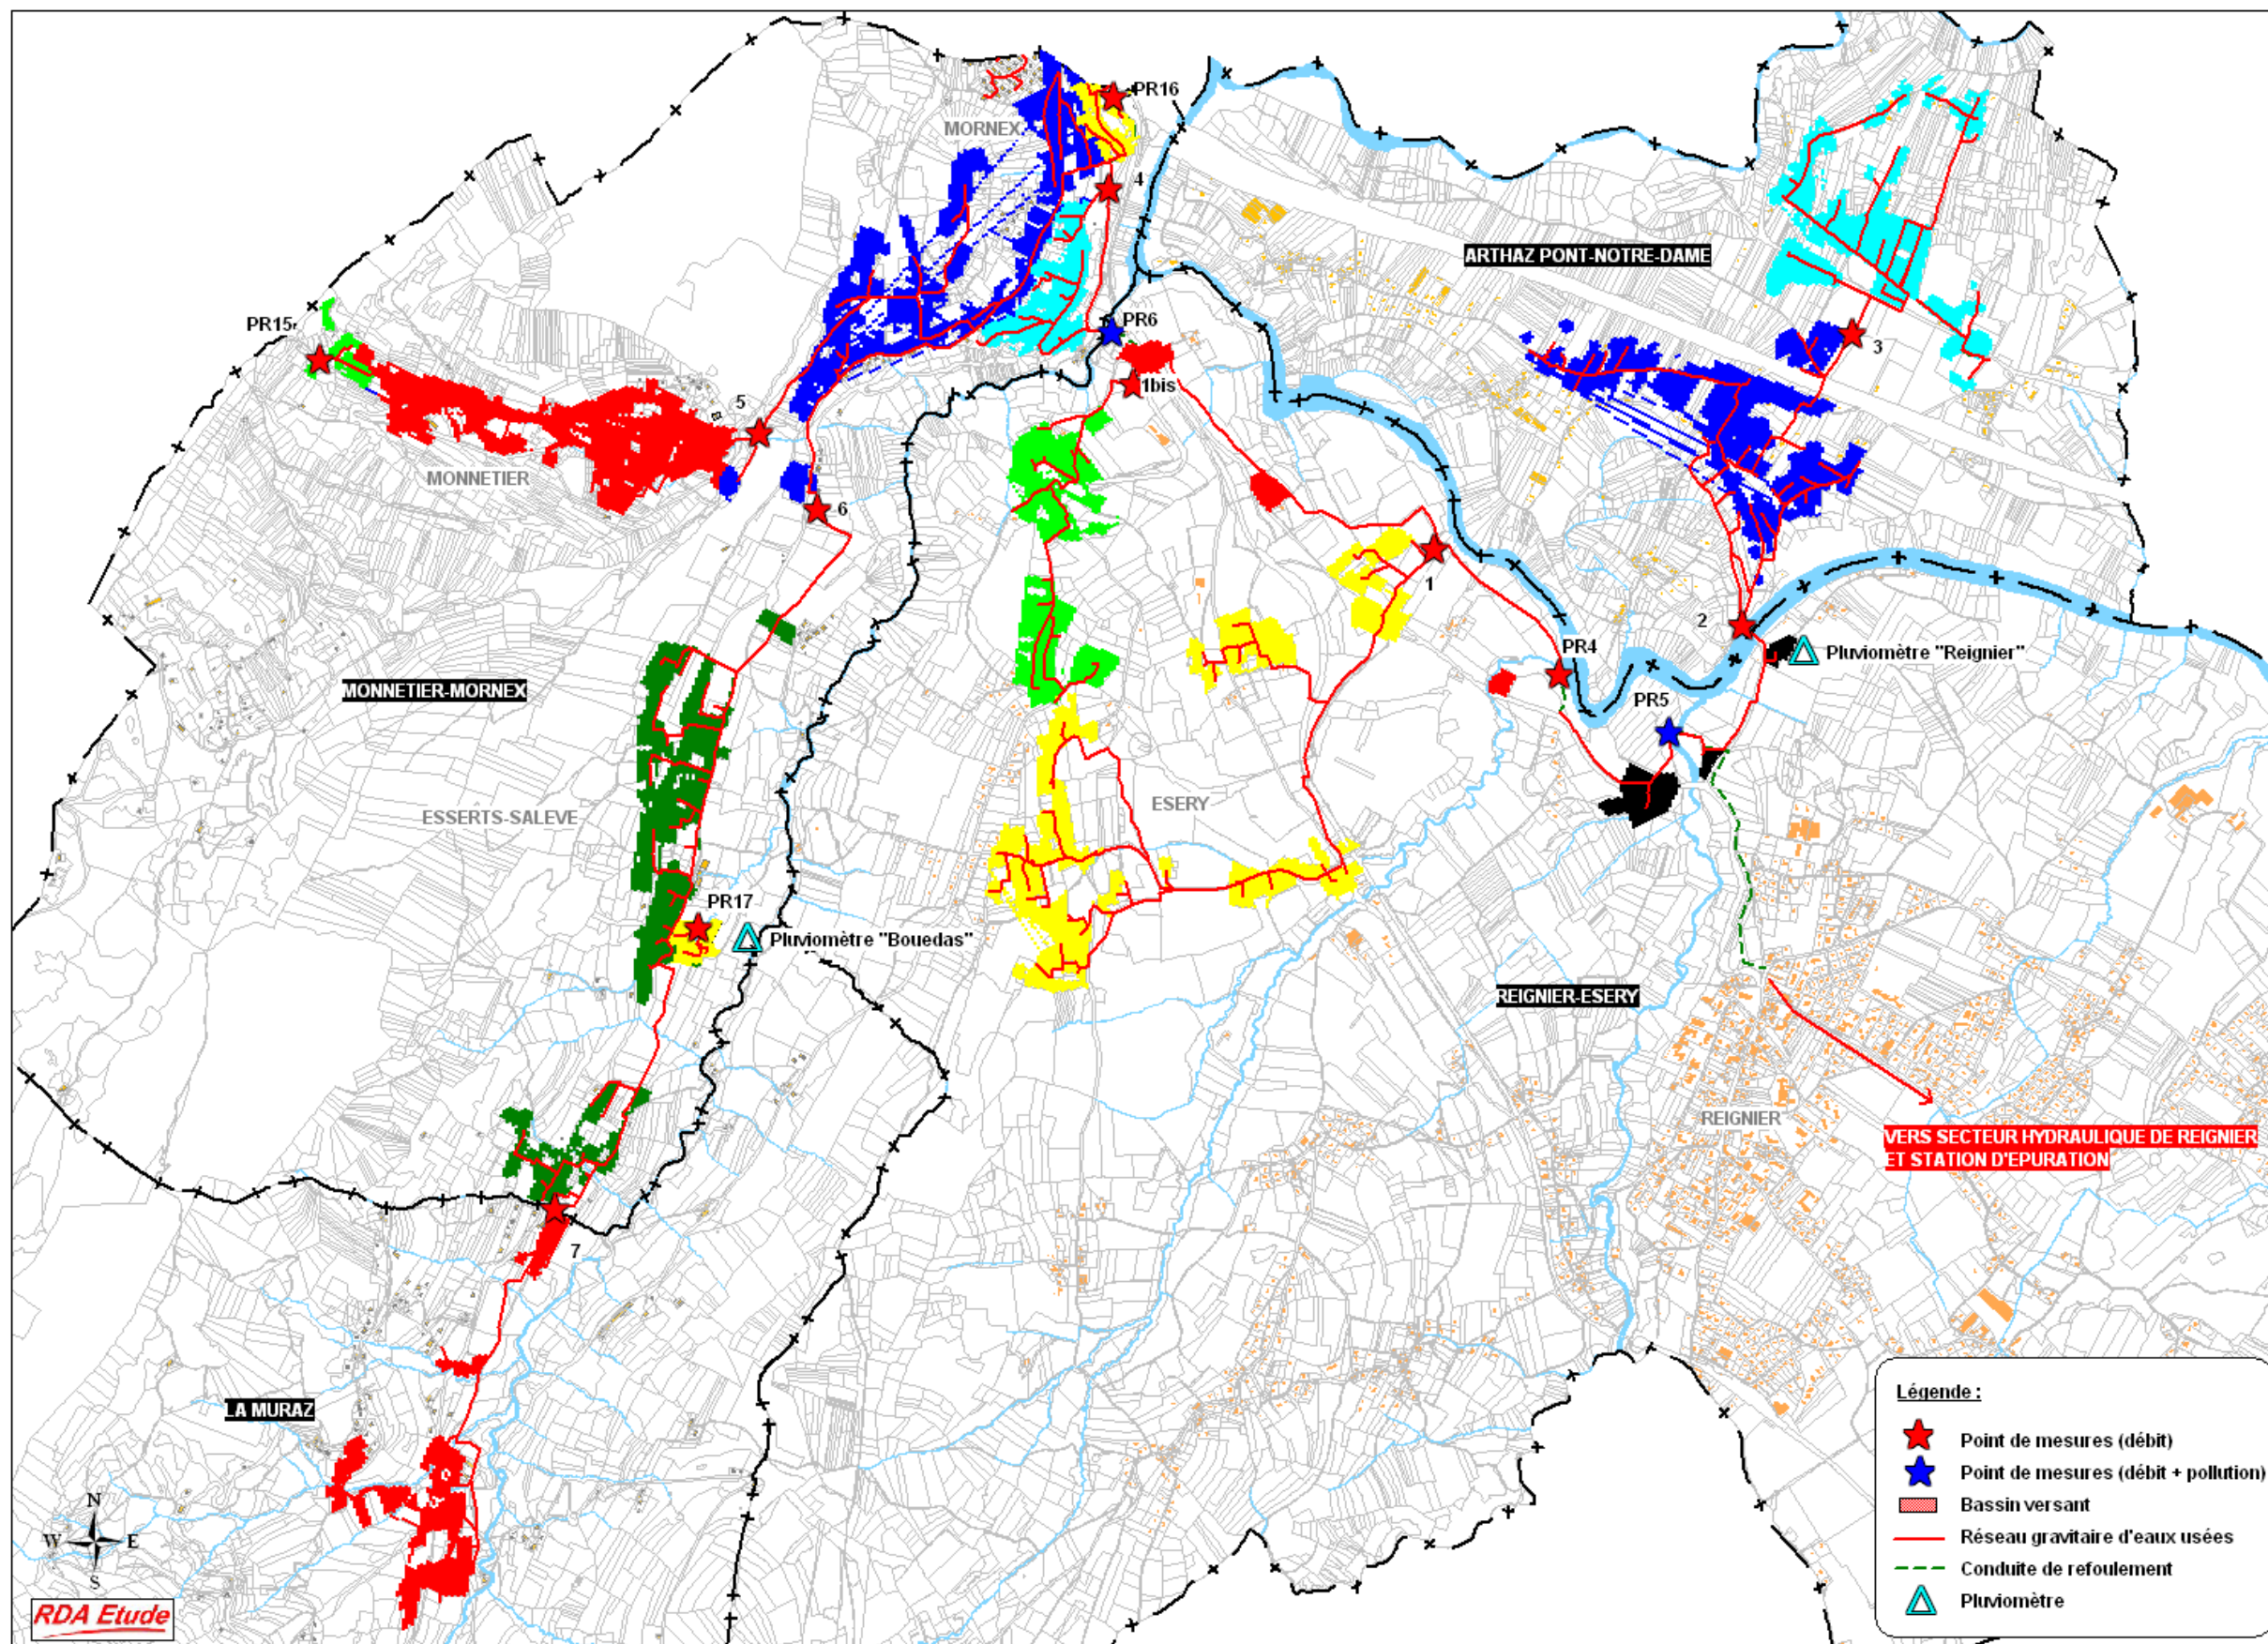 PR16
MORNEX
4
ARTHAZ PONT-NOTRE-DAME
PR15
PR6
3
1bis
5
MONNETIER
6
1
2
PR4
Pluviomètre "Reignier"
MONNETIER-MORNEX
PR5
ESERY
ESSERTS-SALEVE
PR17
Pluviomètre "Bouedas"
REIGNIER-ESERY
REIGNIER
VERS SECTEUR HYDRAULIQUE DE REIGNIER
ET STATION D'EPURATION
7
LA MURAZ
Légende :
Point de mesures (débit)
Point de mesures (débit + pollution)
Bassin versant
Réseau gravitaire d'eaux usées
Conduite de refoulement
Pluviomètre
N
W E
S
RDA Etude